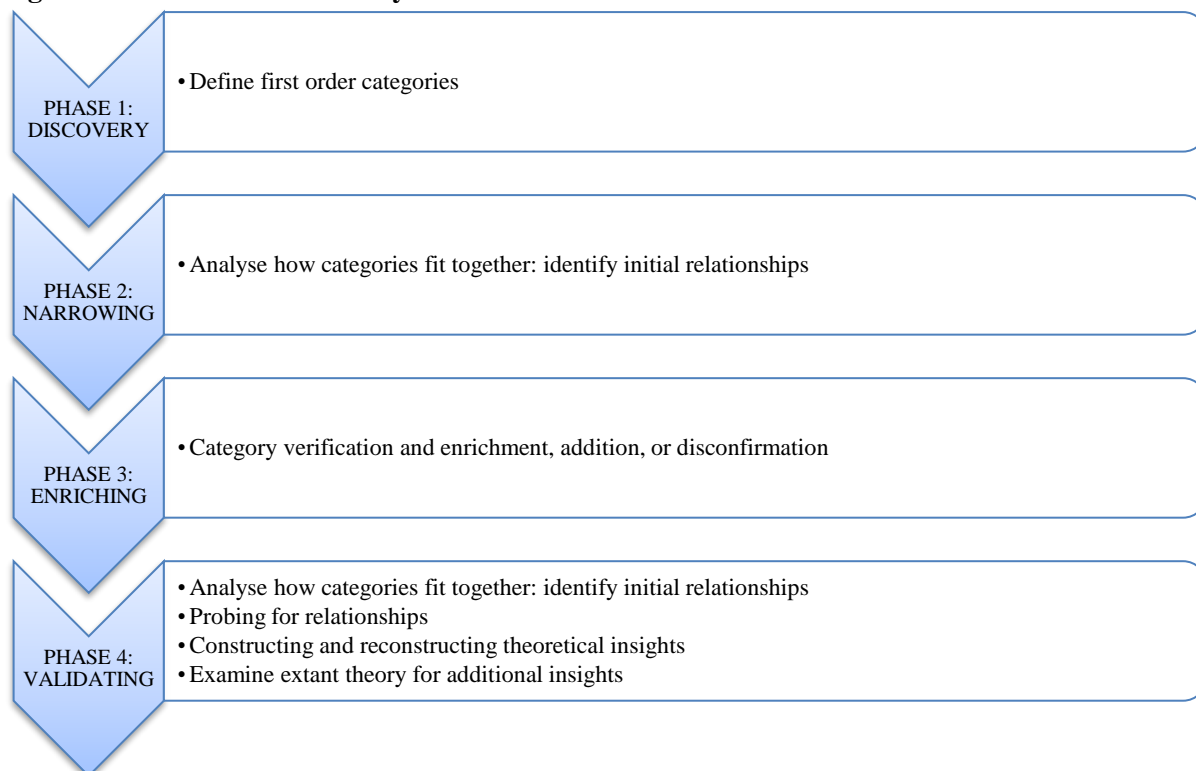 PHASE 1:
DISCOVERY
•Define first order categories
PHASE 2:
NARROWING
•Analyse how categories fit together: identify initial relationships
PHASE 3:
ENRICHING
•Category verification and enrichment, addition, or disconfirmation
PHASE 4:
VALIDATING
•Analyse how categories fit together: identify initial relationships
•Probing for relationships
•Constructing and reconstructing theoretical insights
•Examine extant theory for additional insights